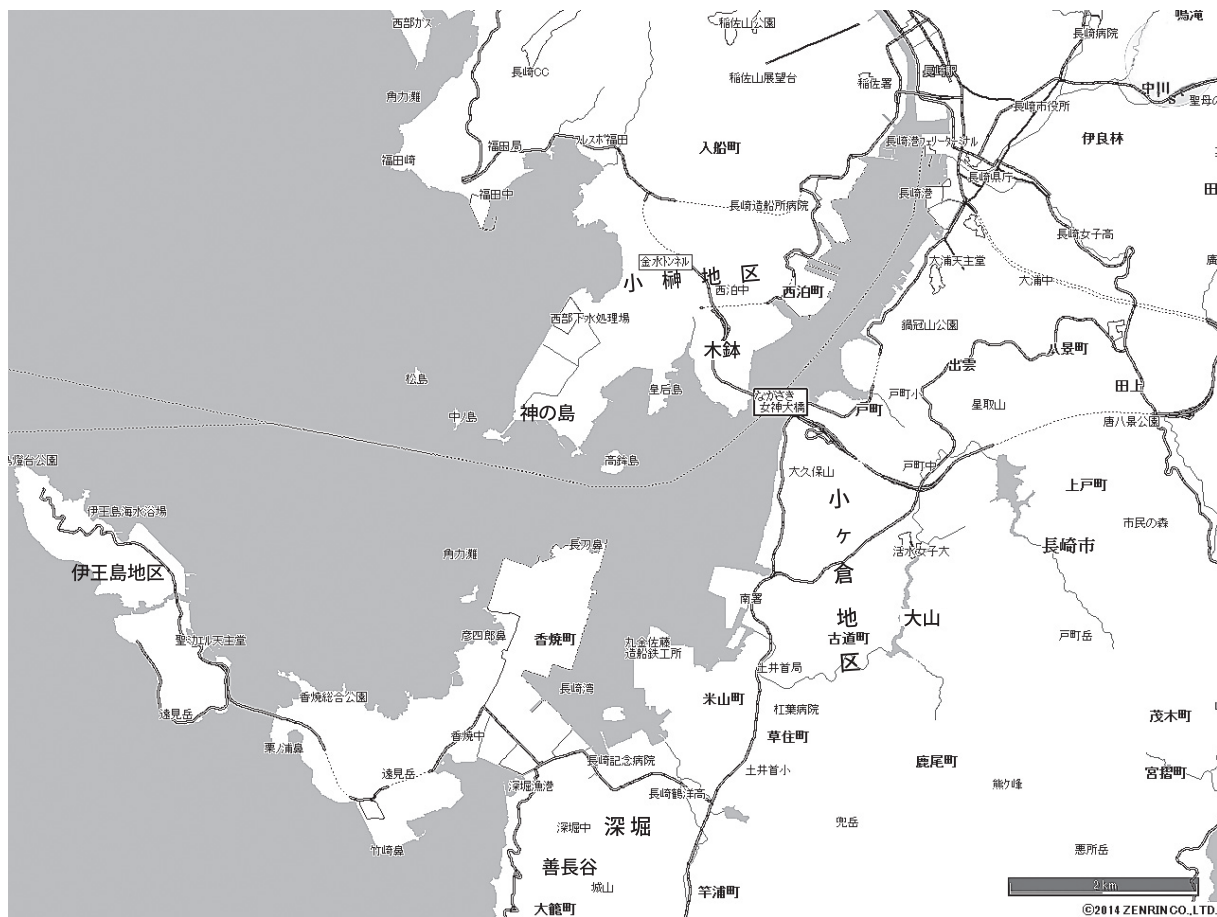 西部ガス
稲佐山公園
鳴滝
長崎病院
長崎CC
稲佐山展望台
稲佐署
長崎駅
中川
聖母の
角力灘
長崎市役所
伊良林
福田局
フレスポ福田
入船町
長崎港フェリーターミナル
福田崎
長崎県庁
田
福田中
長崎造船所病院
長崎港
長崎女子高
金水トンネル
大浦天主堂
廣
小榊地区
西泊中
西泊町
大浦中
西部下水処理場
鍋冠山公園
木鉢
出雲
八景町
松島
皇后島
田上
ながさき
女神大橋
戸町小
星取山
中ノ島
神の島
戸町
唐八景公園
高鉾島
大久保山
戸町中
上戸町
島燈台公園
小ヶ倉地区
市民の森
伊王島海水浴場
長刀鼻
角力灘
活水女子大
長崎市
伊王島地区
南署
大山
聖ミカエル天主堂
彦四郎鼻
香焼町
丸金佐藤
造船鉄工所
古道町
戸町岳
土井首局
長崎湾
香焼総合公園
米山町
杠葉病院
遠見岳
茂木町
栗ノ浦鼻
香焼中
草住町
長崎記念病院
鹿尾町
遠見岳
土井首小
宮摺町
深堀漁港
長崎鶴洋高
熊ケ峰
深堀中
深堀
兜岳
竹崎鼻
悪所岳
善長谷
城山
竿浦町
大籠町
2 km
©2014 ZENRIN CO.,LTD.